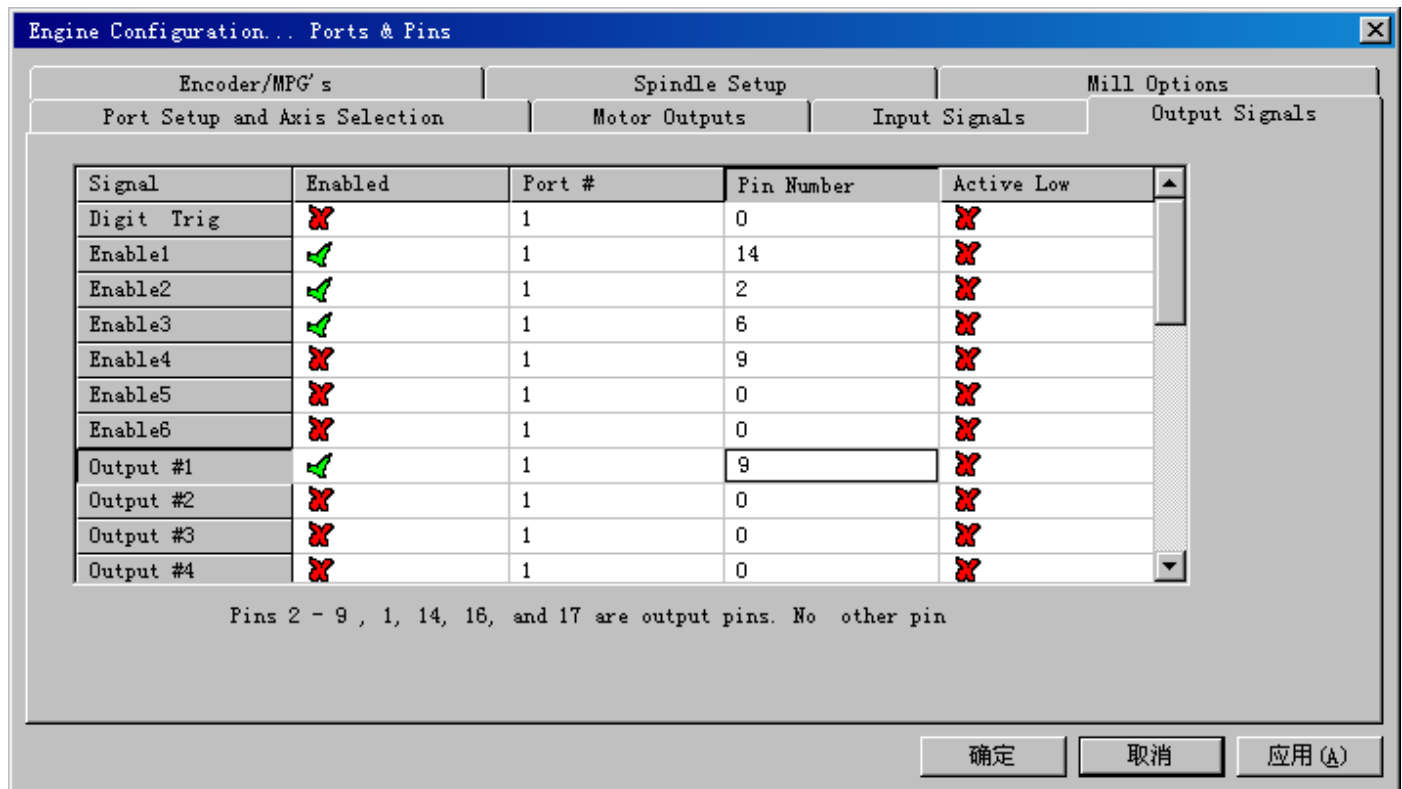 Engine Configuration... Ports & Pins
Encoder/MPG's Spindle Setup Mill Options
Port Setup and Axis Selection Motor Outputs Input Signals Output Signals
Signal Enabled Port # Pin Number Active Low
Digit Trig 1 0
Enable1 1 14
Enable2 1 2
Enable3 1 6
Enable4 1 9
Enable5 1 0
Enable6 1 0
Output #1 1 9
Output #2 1 0
Output #3 1 0
Output #4 1 0
Pins 2 - 9 , 1, 14, 16, and 17 are output pins. No other pin
确定 取消 应用(A)